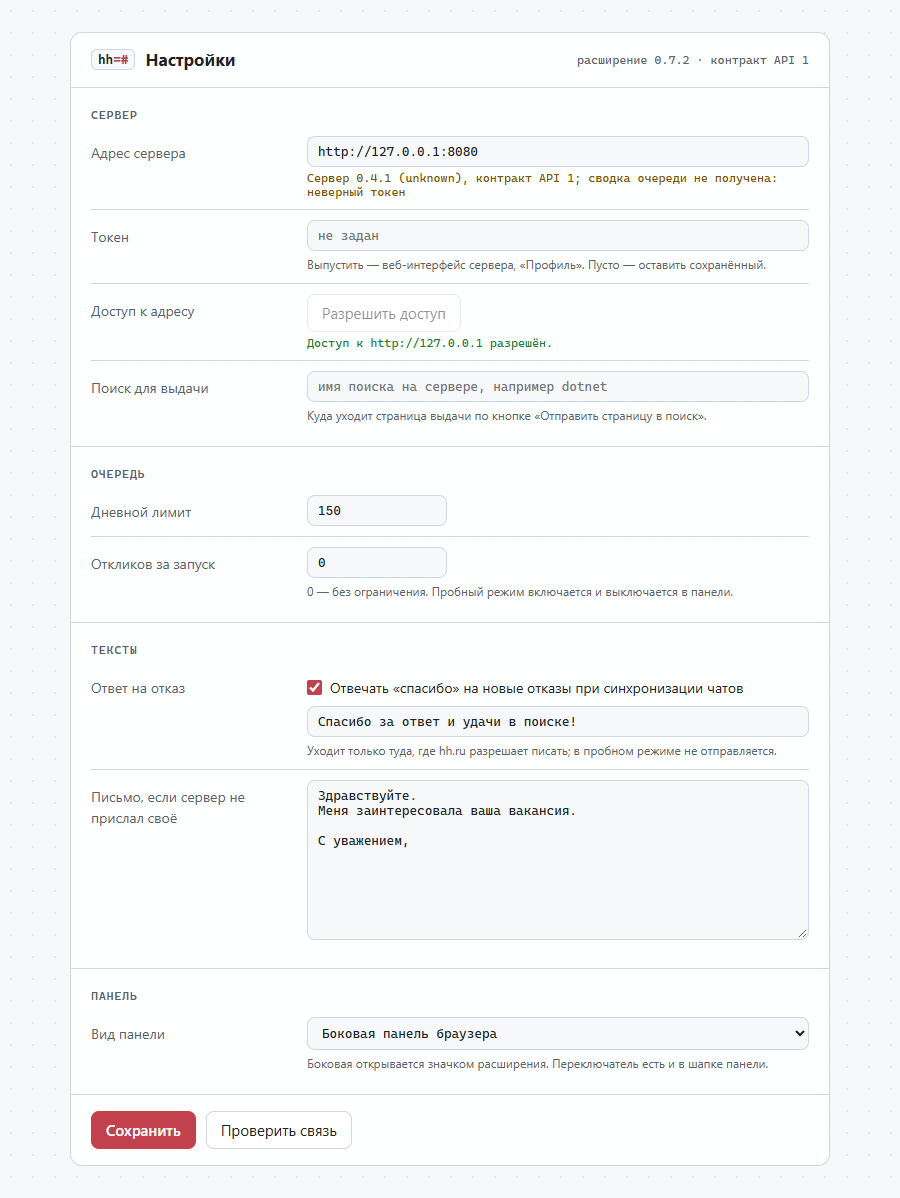 hh=# Настройки
расширение 0.7.2 · контракт API 1
СЕРВЕР
Адрес сервера
http://127.0.0.1:8080
Сервер 0.4.1 (unknown), контракт API 1; сводка очереди не получена:
неверный токен
Токен
не задан
Выпустить — веб-интерфейс сервера, «Профиль». Пусто — оставить сохранённый.
Доступ к адресу
Разрешить доступ
Доступ к http://127.0.0.1 разрешён.
Поиск для выдачи
имя поиска на сервере, например dotnet
Куда уходит страница выдачи по кнопке «Отправить страницу в поиск».
ОЧЕРЕДЬ
Дневной лимит
150
Откликов за запуск
0
0 — без ограничения. Пробный режим включается и выключается в панели.
ТЕКСТЫ
Ответ на отказ
Отвечать «спасибо» на новые отказы при синхронизации чатов
Спасибо за ответ и удачи в поиске!
Уходит только туда, где hh.ru разрешает писать; в пробном режиме не отправляется.
Письмо, если сервер не
прислал своё
Здравствуйте.
Меня заинтересовала ваша вакансия.
С уважением,
ПАНЕЛЬ
Вид панели
Боковая панель браузера
Боковая открывается значком расширения. Переключатель есть и в шапке панели.
Сохранить
Проверить связь